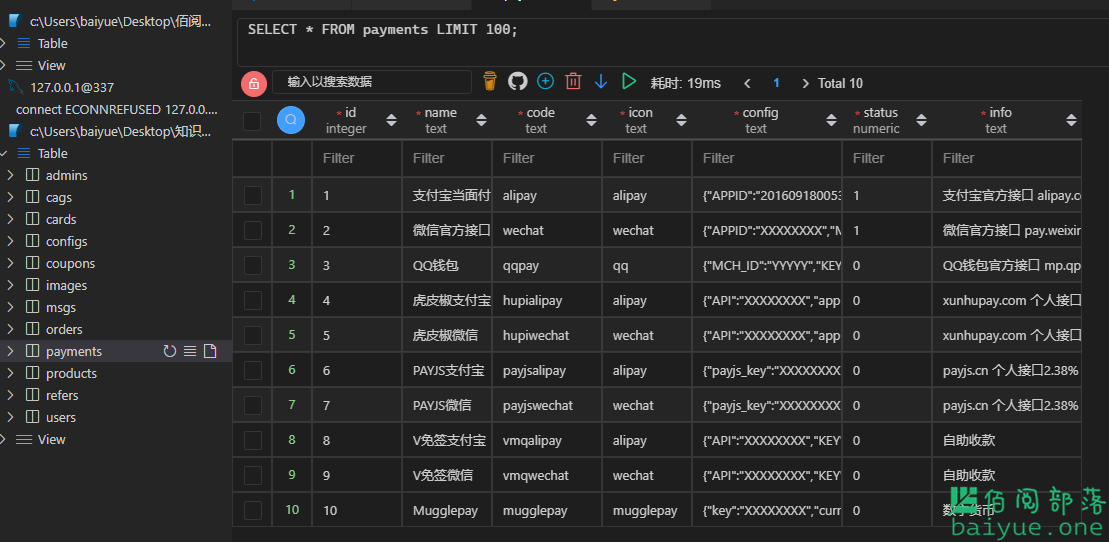 c:\Users\baiyue\Desktop\佰阅...
Table
View
127.0.0.1@337
connect ECONNREFUSED 127.0.0....
c:\Users\baiyue\Desktop\知识...
Table
admins
cags
cards
configs
coupons
images
msgs
orders
payments
products
refers
users
View
SELECT * FROM payments LIMIT 100;
输入以搜索数据 耗时: 19ms 1 Total 10
* id integer * name text * code text * icon text * config text * status numeric * info text
Filter Filter Filter Filter Filter Filter Filter
1 1 支付宝当面付 alipay alipay {"APPID":"201609180053 1 支付宝官方接口 alipay.co
2 2 微信官方接口 wechat wechat {"APPID":"XXXXXXXX","M 1 微信官方接口 pay.weixin
3 3 QQ钱包 qqpay qq {"MCH_ID":"YYYYY","KEY 0 QQ钱包官方接口 mp.qp
4 4 虎皮椒支付宝 hupialipay alipay {"API":"XXXXXXXX","app 0 xunhupay.com 个人接口
5 5 虎皮椒微信 hupiwechat wechat {"API":"XXXXXXXX","app 0 xunhupay.com 个人接口
6 6 PAYJS支付宝 payjsalipay alipay {"payjs_key":"XXXXXXXX 0 payjs.cn 个人接口2.38%
7 7 PAYJS微信 payjswechat wechat {"payjs_key":"XXXXXXXX 0 payjs.cn 个人接口2.38%
8 8 V免签支付宝 vmqalipay alipay {"API":"XXXXXXXX","KEY" 0 自助收款
9 9 V免签微信 vmqwechat wechat {"API":"XXXXXXXX","KEY" 0 自助收款
10 10 Mugglepay mugglepay mugglepay {"key":"XXXXXXXX","curr 0 数字货币
佰阅部落
baiyue.one